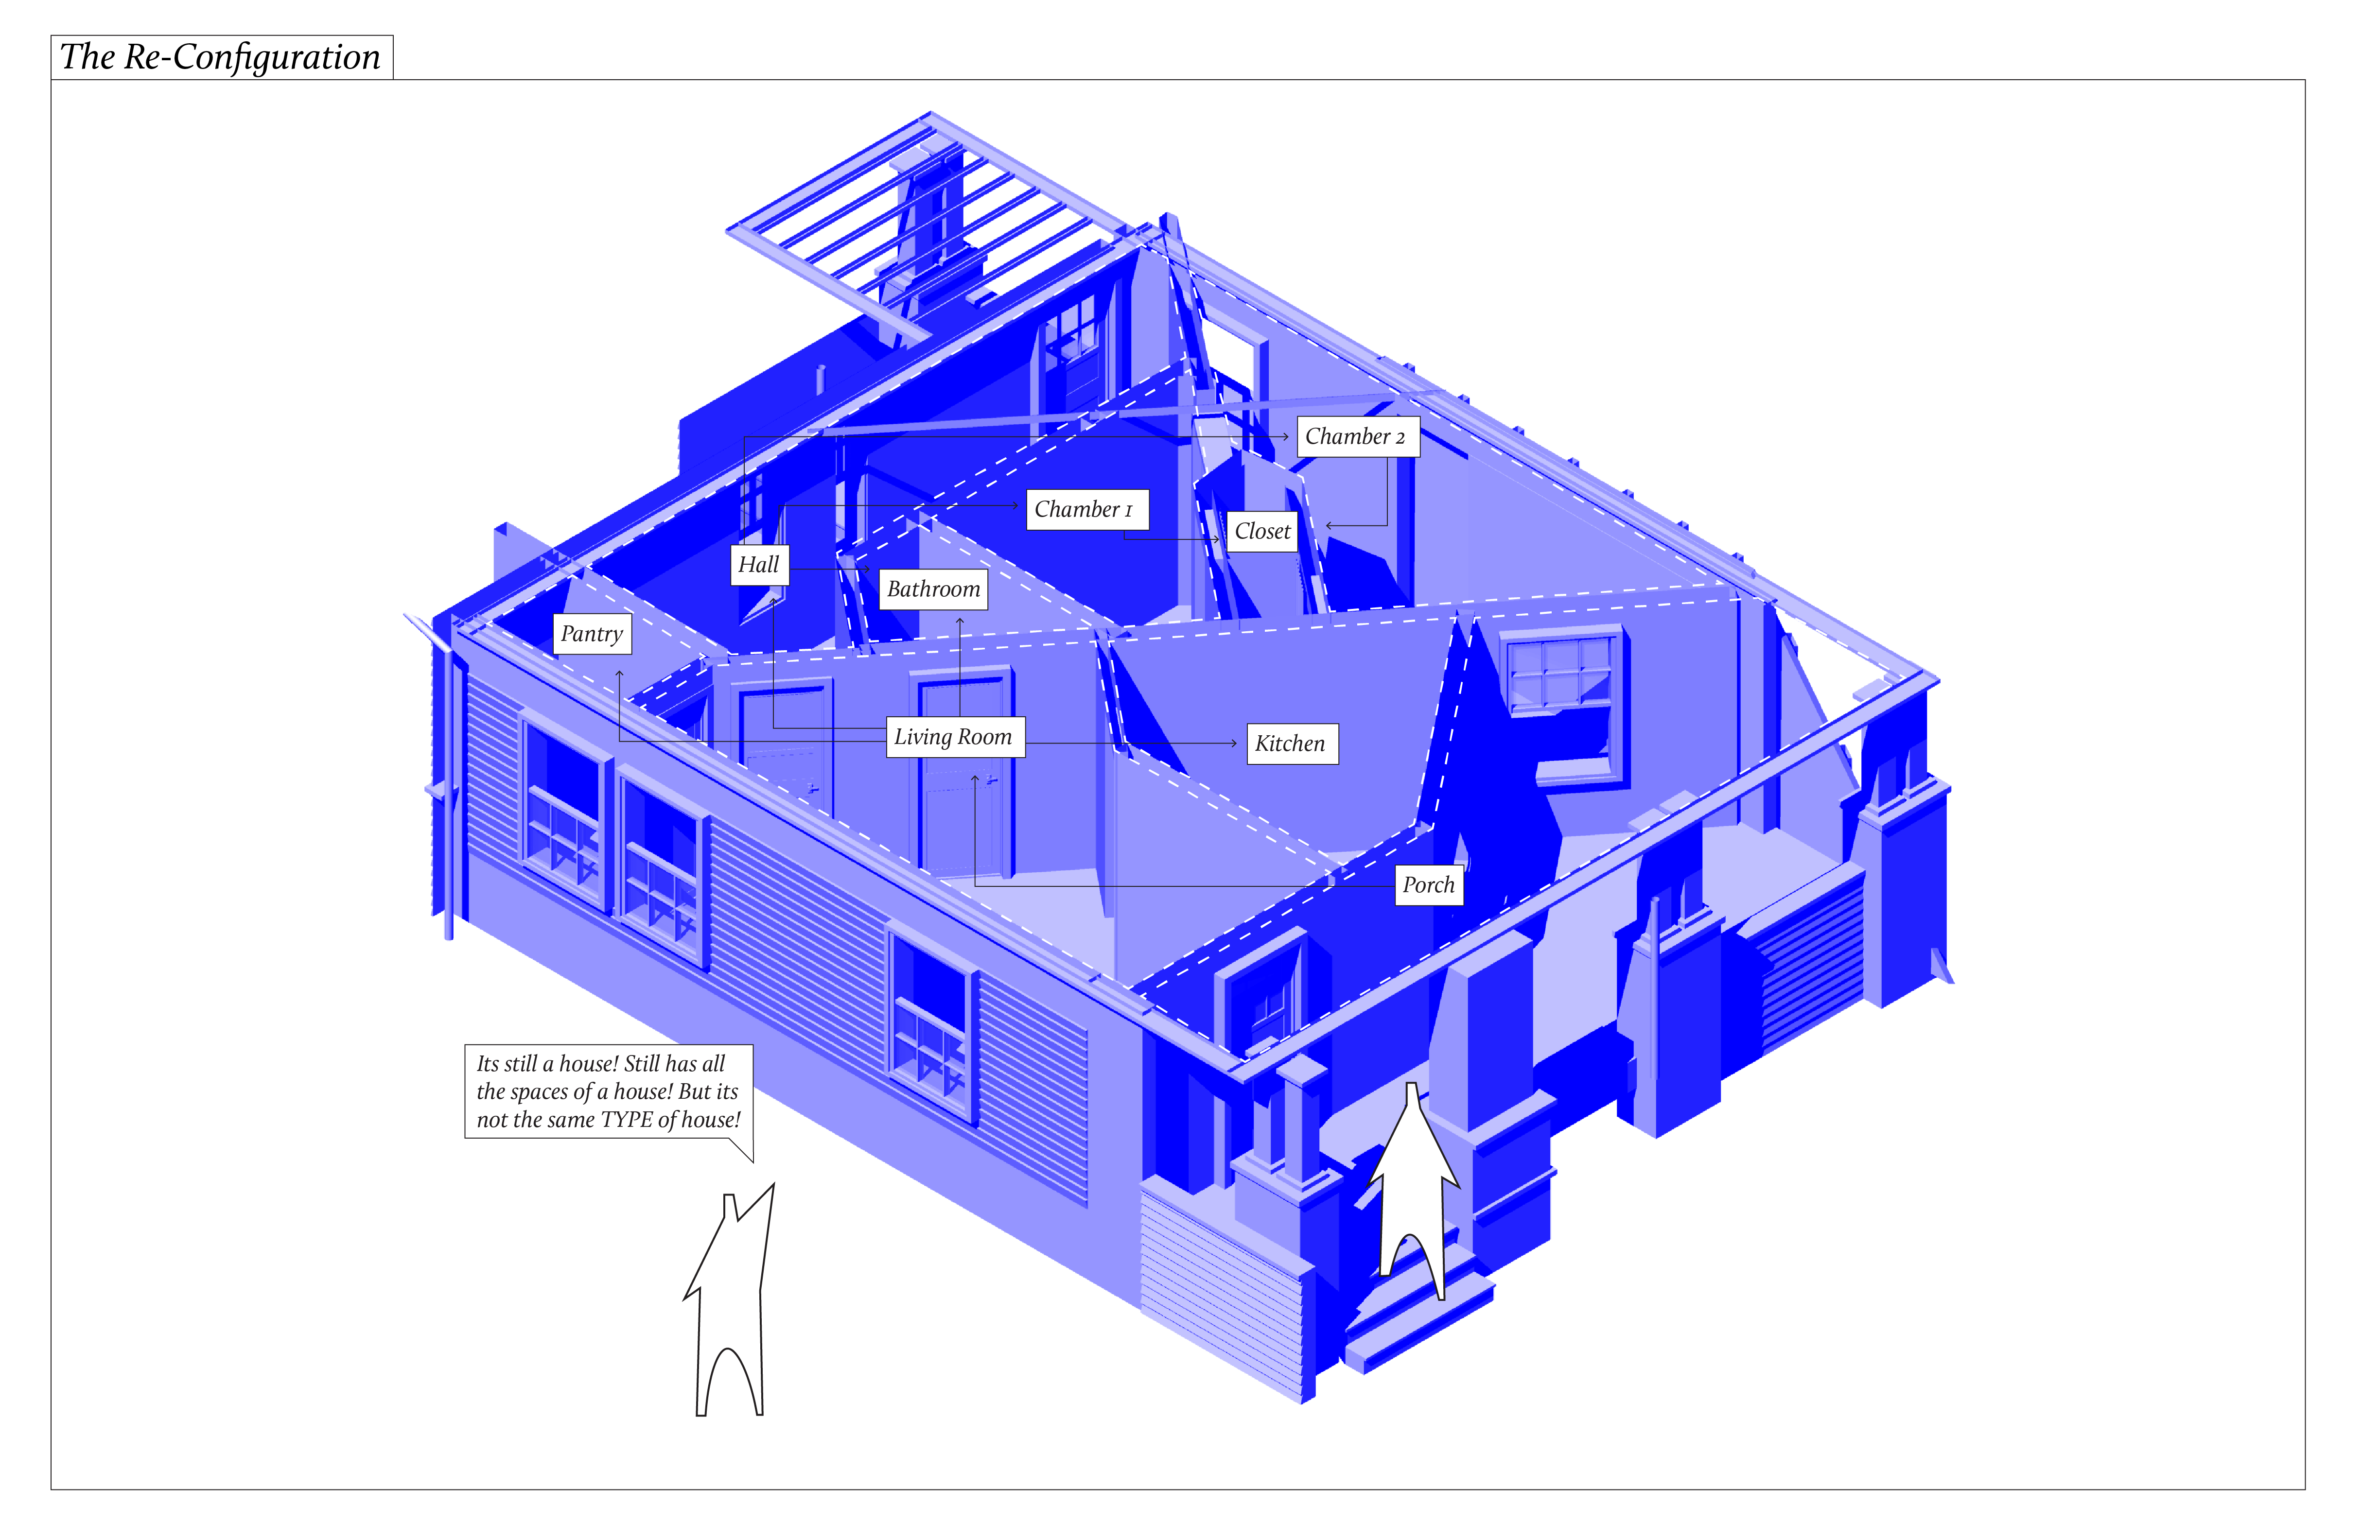 The Re-Configuration
Chamber 2
Chamber 1
Closet
Hall
Bathroom
Pantry
Living Room
Kitchen
Porch
Its still a house! Still has all
the spaces of a house! But its
not the same TYPE of house!